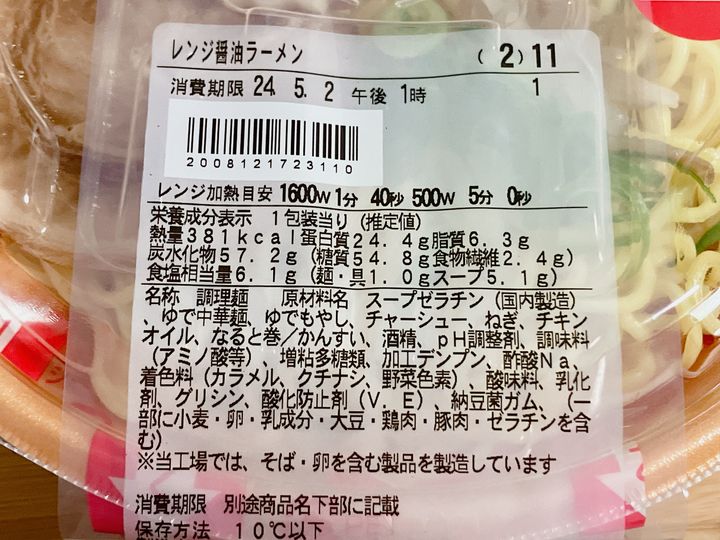 レンジ醤油ラーメン （2）11
消費期限 24. 5. 2 午後 1時 1
2008121723110
レンジ加熱目安 1600W 1分 40秒 500W 5分 0秒
栄養成分表示 １包装当り（推定値）
熱量３８１ｋｃａｌ蛋白質２４．４ｇ脂質６．３ｇ
炭水化物５７．２ｇ（糖質５４．８ｇ食物繊維２．４ｇ）
食塩相当量６．１ｇ（麺・具１．０ｇスープ５．１ｇ）
名称 調理麺 原材料名 スープゼラチン（国内製造）
、ゆで中華麺、ゆでもやし、チャーシュー、ねぎ、チキン
オイル、なると巻／かんすい、酒精、ｐＨ調整剤、調味料
（アミノ酸等）、増粘多糖類、加工デンプン、酢酸Ｎａ、
着色料（カラメル、クチナシ、野菜色素）、酸味料、乳化
剤、グリシン、酸化防止剤（Ｖ．Ｅ）、納豆菌ガム、（一
部に小麦・卵・乳成分・大豆・鶏肉・豚肉・ゼラチンを含
む）
※当工場では、そば・卵を含む製品を製造しています
消費期限 別途商品名下部に記載
保存方法 １０℃以下